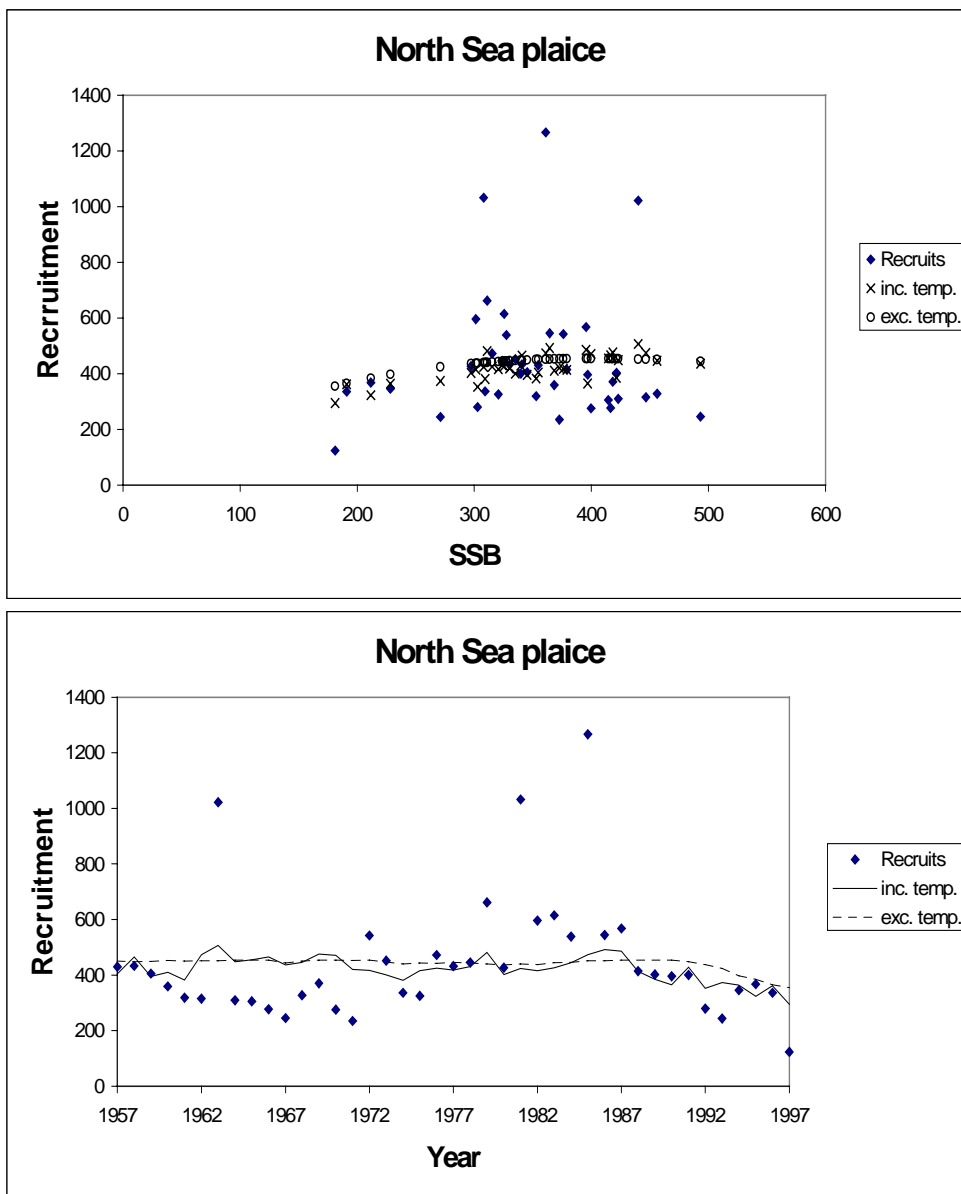 North Sea plaice
1400
1200
1000
800
600
400
200
0
Recrruitment
0 100 200 300 400 500 600
SSB
Recruits
inc. temp.
exc. temp.
North Sea plaice
1400
1200
1000
800
600
400
200
0
Recruitment
1957 1962 1967 1972 1977 1982 1987 1992 1997
Year
Recruits
inc. temp.
exc. temp.